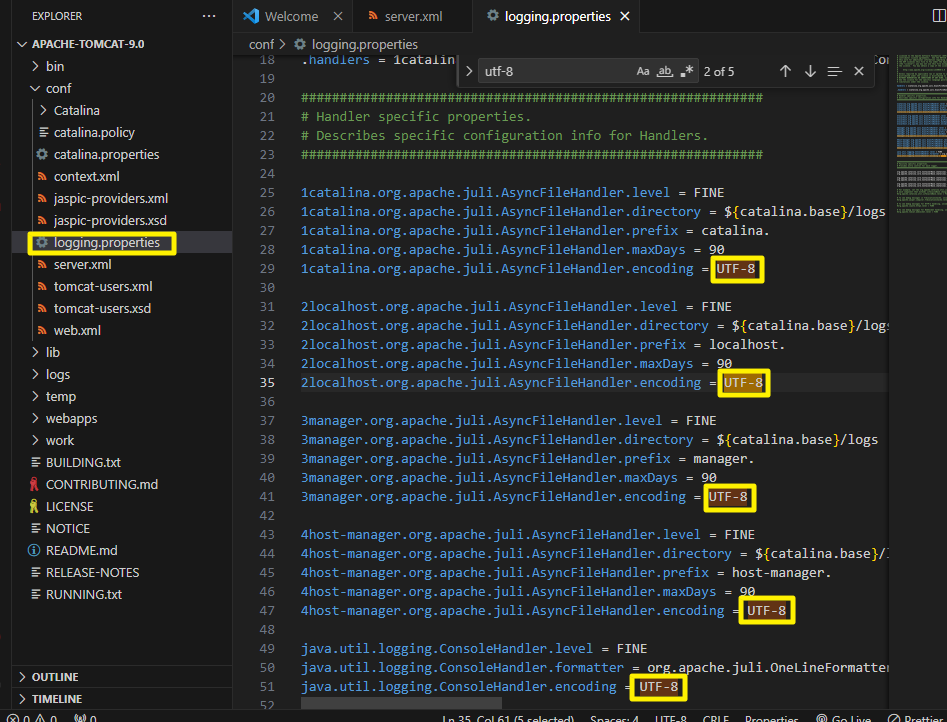 EXPLORER
...
Welcome
server.xml
logging.properties
APACHE-TOMCAT-9.0
bin
conf
Catalina
catalina.policy
catalina.properties
context.xml
jaspic-providers.xml
jaspic-providers.xsd
logging.properties
server.xml
tomcat-users.xml
tomcat-users.xsd
web.xml
lib
logs
temp
webapps
work
BUILDING.txt
CONTRIBUTING.md
LICENSE
NOTICE
README.md
RELEASE-NOTES
RUNNING.txt
OUTLINE
TIMELINE
conf > logging.properties
utf-8
Aa ab .*
2 of 5
18 .handlers = 1catalin
19
20 ############################################################
21 # Handler specific properties.
22 # Describes specific configuration info for Handlers.
23 ############################################################
24
25 1catalina.org.apache.juli.AsyncFileHandler.level = FINE
26 1catalina.org.apache.juli.AsyncFileHandler.directory = ${catalina.base}/logs
27 1catalina.org.apache.juli.AsyncFileHandler.prefix = catalina.
28 1catalina.org.apache.juli.AsyncFileHandler.maxDays = 90
29 1catalina.org.apache.juli.AsyncFileHandler.encoding = UTF-8
30
31 2localhost.org.apache.juli.AsyncFileHandler.level = FINE
32 2localhost.org.apache.juli.AsyncFileHandler.directory = ${catalina.base}/logs
33 2localhost.org.apache.juli.AsyncFileHandler.prefix = localhost.
34 2localhost.org.apache.juli.AsyncFileHandler.maxDays = 90
35 2localhost.org.apache.juli.AsyncFileHandler.encoding = UTF-8
36
37 3manager.org.apache.juli.AsyncFileHandler.level = FINE
38 3manager.org.apache.juli.AsyncFileHandler.directory = ${catalina.base}/logs
39 3manager.org.apache.juli.AsyncFileHandler.prefix = manager.
40 3manager.org.apache.juli.AsyncFileHandler.maxDays = 90
41 3manager.org.apache.juli.AsyncFileHandler.encoding = UTF-8
42
43 4host-manager.org.apache.juli.AsyncFileHandler.level = FINE
44 4host-manager.org.apache.juli.AsyncFileHandler.directory = ${catalina.base}/l
45 4host-manager.org.apache.juli.AsyncFileHandler.prefix = host-manager.
46 4host-manager.org.apache.juli.AsyncFileHandler.maxDays = 90
47 4host-manager.org.apache.juli.AsyncFileHandler.encoding = UTF-8
48
49 java.util.logging.ConsoleHandler.level = FINE
50 java.util.logging.ConsoleHandler.formatter = org.apache.juli.OneLineFormatter
51 java.util.logging.ConsoleHandler.encoding = UTF-8
52
0 0 0 Ln 35, Col 61 (5 selected) Spaces: 4 UTF-8 CRLF Properties Go Live Prettier